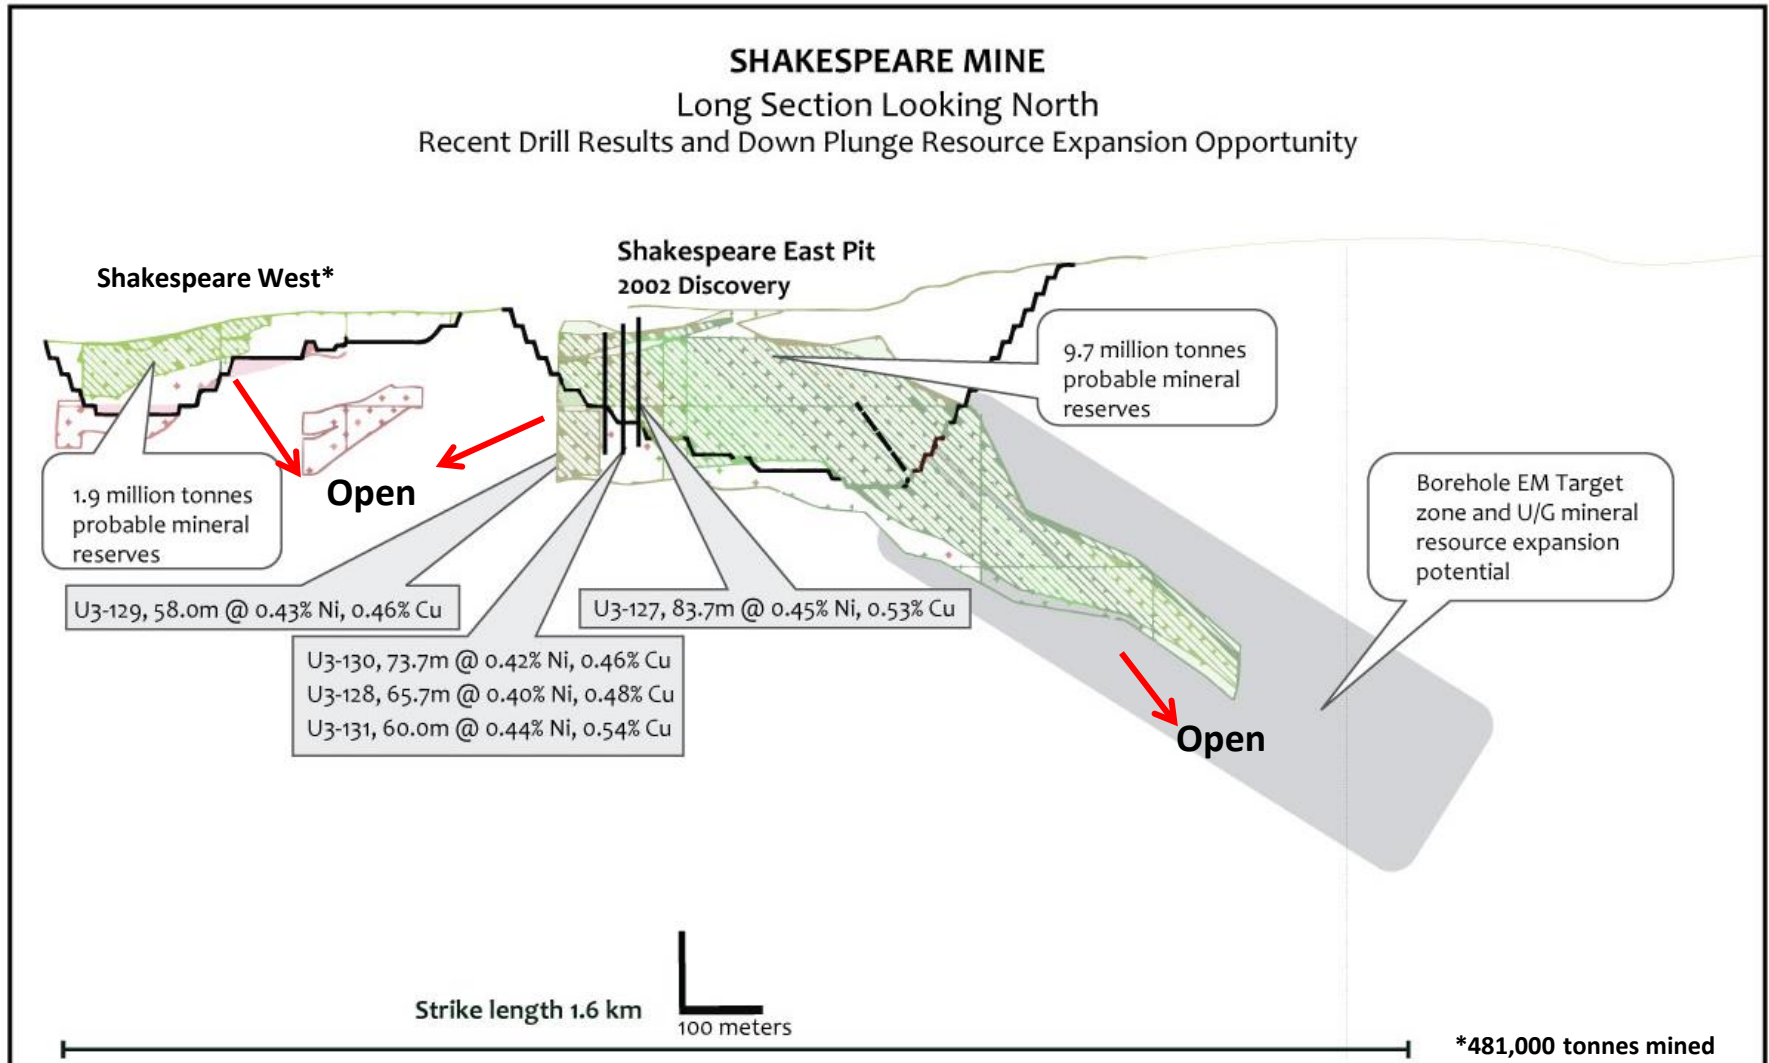 SHAKESPEARE MINE
Long Section Looking North
Recent Drill Results and Down Plunge Resource Expansion Opportunity
Shakespeare West*
Shakespeare East Pit
2002 Discovery
9.7 million tonnes
probable mineral
reserves
1.9 million tonnes
probable mineral
reserves
Open
Borehole EM Target
zone and U/G mineral
resource expansion
potential
U3-129, 58.0m @ 0.43% Ni, 0.46% Cu
U3-127, 83.7m @ 0.45% Ni, 0.53% Cu
U3-130, 73.7m @ 0.42% Ni, 0.46% Cu
U3-128, 65.7m @ 0.40% Ni, 0.48% Cu
U3-131, 60.0m @ 0.44% Ni, 0.54% Cu
Open
Strike length 1.6 km
100 meters
*481,000 tonnes mined